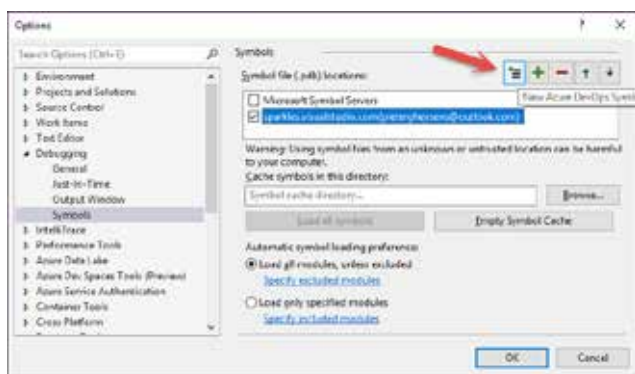 Options
?
Search Options (Ctrl+E)
Environment
Projects and Solutions
Source Control
Work Items
Text Editor
Debugging
General
Just-In-Time
Output Window
Symbols
IntelliTrace
Performance Tools
Azure Data Lake
Azure Dev Spaces Tools (Preview)
Azure Service Authentication
Container Tools
Cross Platform
Symbols
Symbol file (.pdb) locations:
New Azure DevOps
Microsoft Symbol Servers
Warning: Using symbol files from an unknown or untrusted location can be harmful
to your computer.
Cache symbols in this directory:
Symbol cache directory...
Browse...
Load all symbols
Empty Symbol Cache
Automatic symbol loading preference:
Load all modules, unless excluded
Specify excluded modules
Load only specified modules
Specify included modules
OK
Cancel